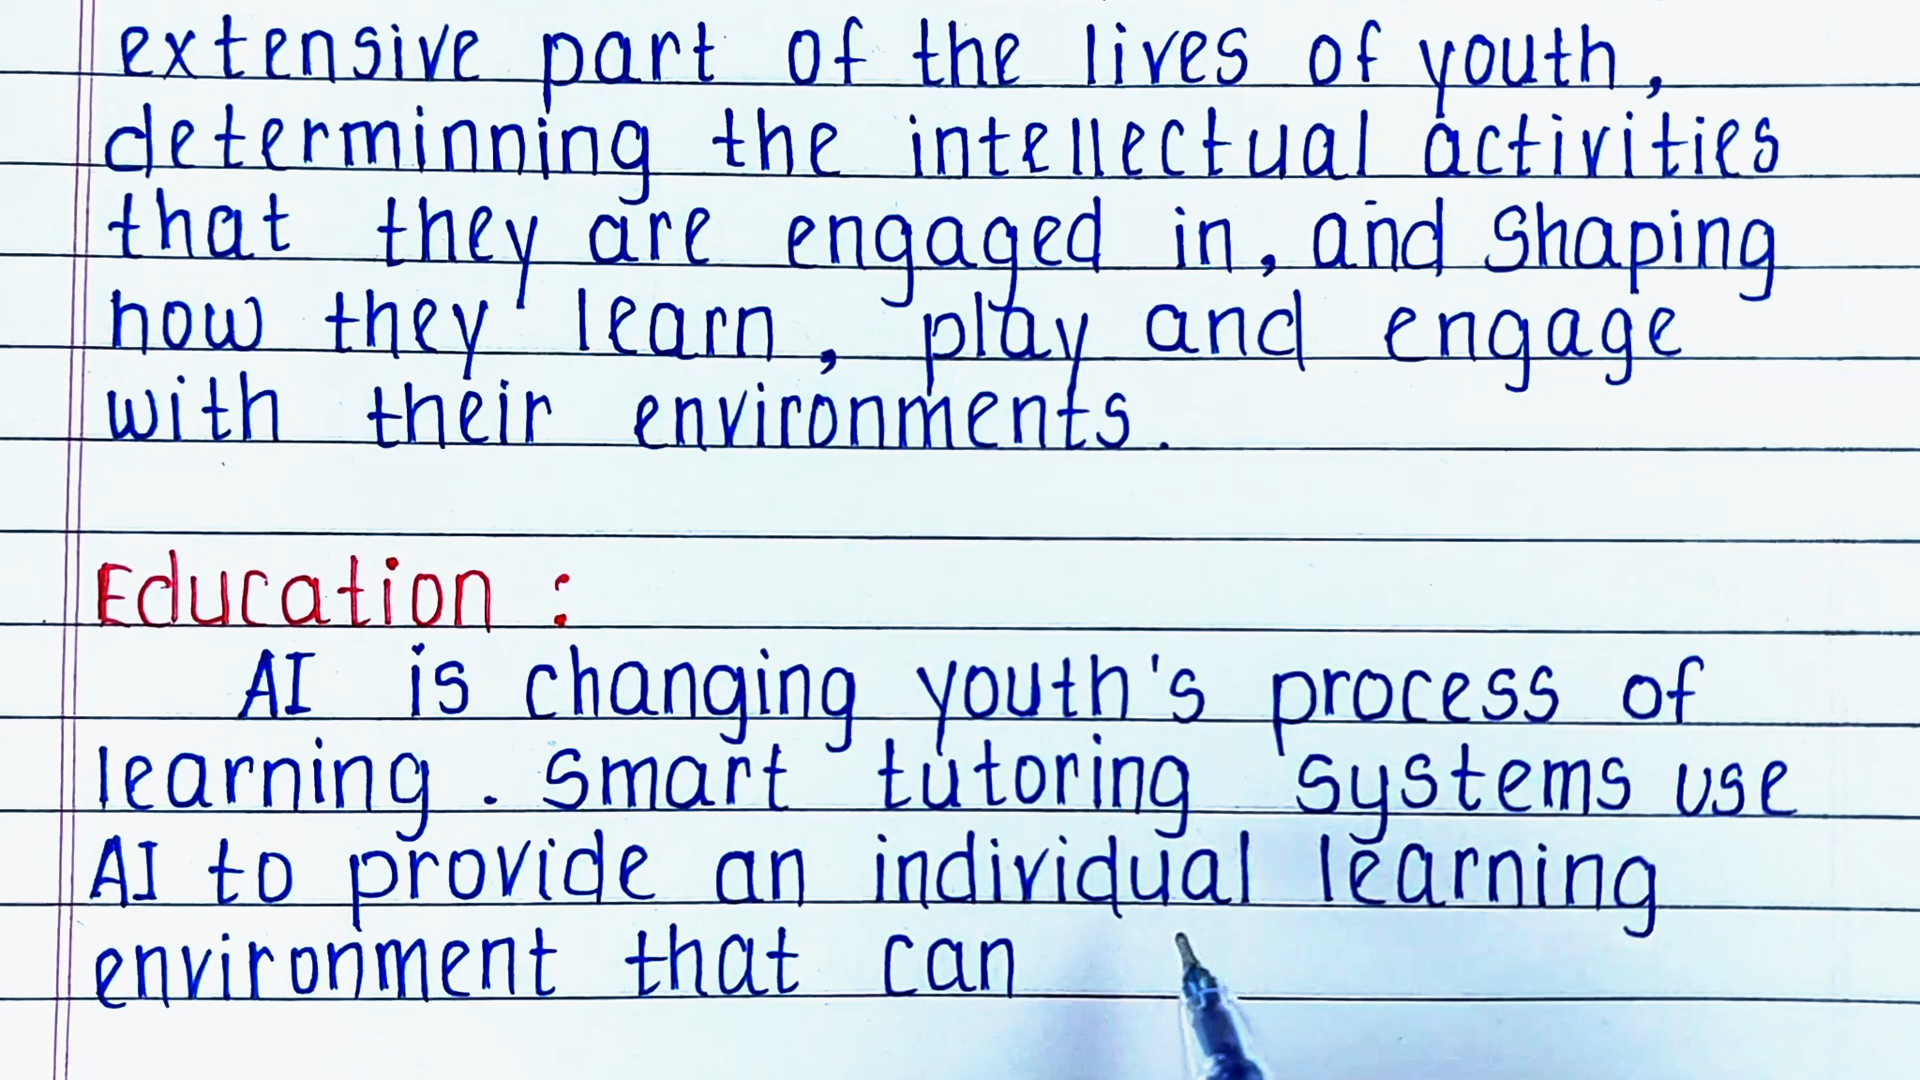 extensive part of the lives of youth,
determinning the intellectual activities
that they are engaged in, and shaping
how they learn, play and engage
with their environments.
Education :
AI is changing youth's process of
learning. smart tutoring systems use
AI to provide an individual learning
environment that can